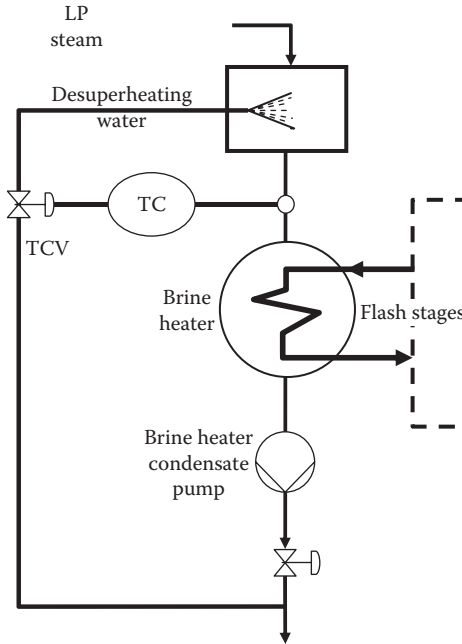 LP
steam
Desuperheating
water
TC
TCV
Brine
heater
Flash stages
Brine heater
condensate
pump